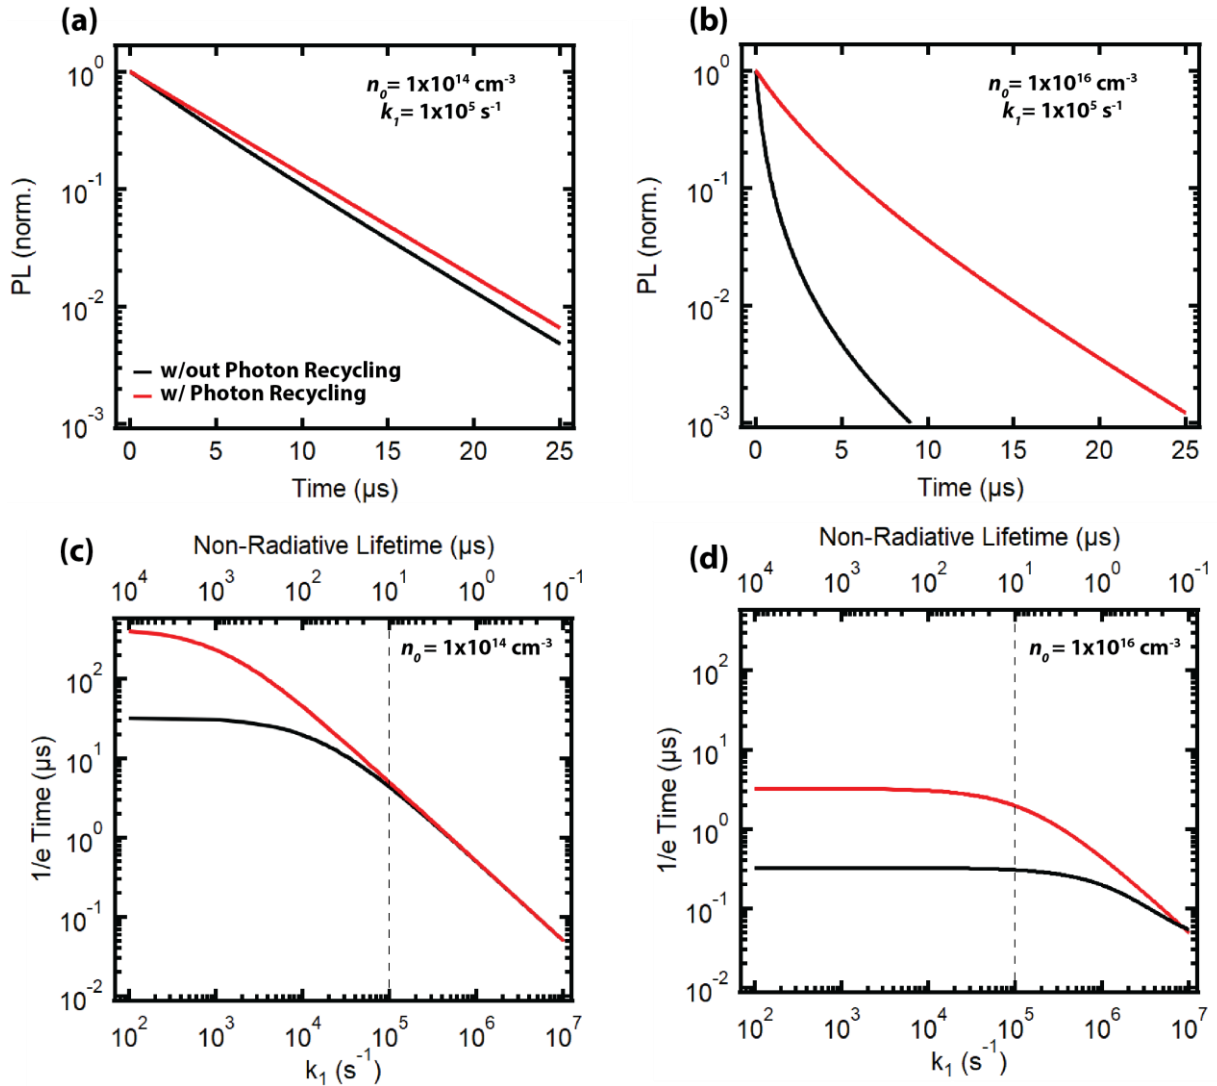 (a)
n₀ = 1x10¹⁴ cm⁻³
k₁ = 1x10⁵ s⁻¹
10⁰
10⁻¹
10⁻²
10⁻³
PL (norm.)
w/out Photon Recycling
w/ Photon Recycling
0 5 10 15 20 25
Time (µs)
(b)
n₀ = 1x10¹⁶ cm⁻³
k₁ = 1x10⁵ s⁻¹
10⁰
10⁻¹
10⁻²
10⁻³
PL (norm.)
0 5 10 15 20 25
Time (µs)
(c)
Non-Radiative Lifetime (µs)
10⁴ 10³ 10² 10¹ 10⁰ 10⁻¹
n₀ = 1x10¹⁴ cm⁻³
10²
10¹
10⁰
10⁻¹
10⁻²
1/e Time (µs)
10² 10³ 10⁴ 10⁵ 10⁶ 10⁷
k₁ (s⁻¹)
(d)
Non-Radiative Lifetime (µs)
10⁴ 10³ 10² 10¹ 10⁰ 10⁻¹
n₀ = 1x10¹⁶ cm⁻³
10²
10¹
10⁰
10⁻¹
10⁻²
1/e Time (µs)
10² 10³ 10⁴ 10⁵ 10⁶ 10⁷
k₁ (s⁻¹)